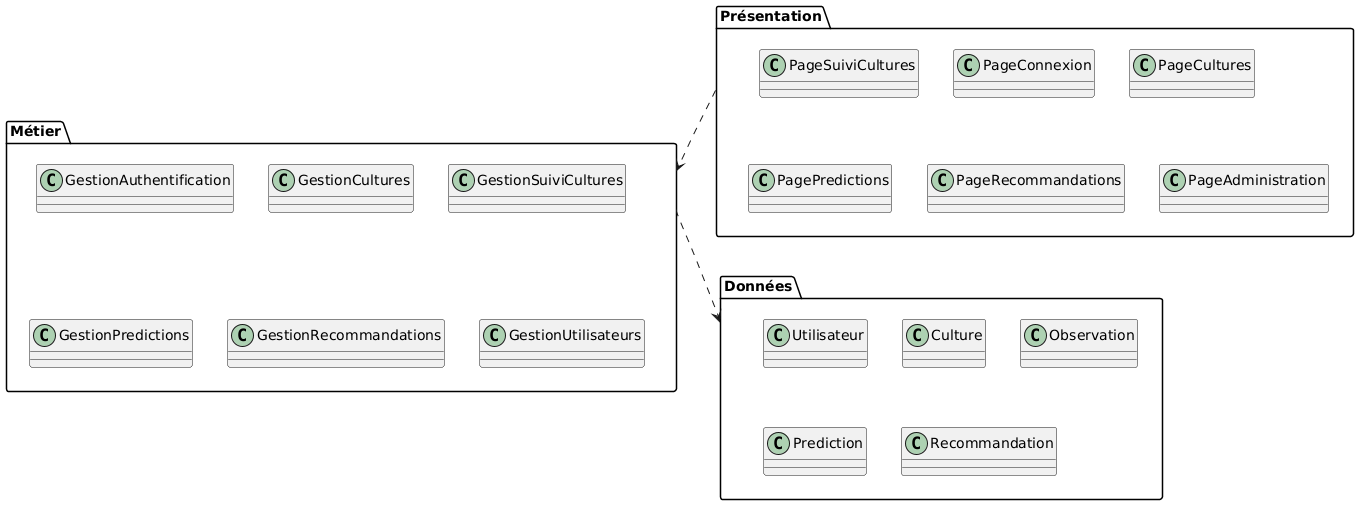 Présentation
C PageSuiviCultures
C PageConnexion
C PageCultures
C PagePredictions
C PageRecommandations
C PageAdministration
Métier
C GestionAuthentification
C GestionCultures
C GestionSuiviCultures
C GestionPredictions
C GestionRecommandations
C GestionUtilisateurs
Données
C Utilisateur
C Culture
C Observation
C Prediction
C Recommandation